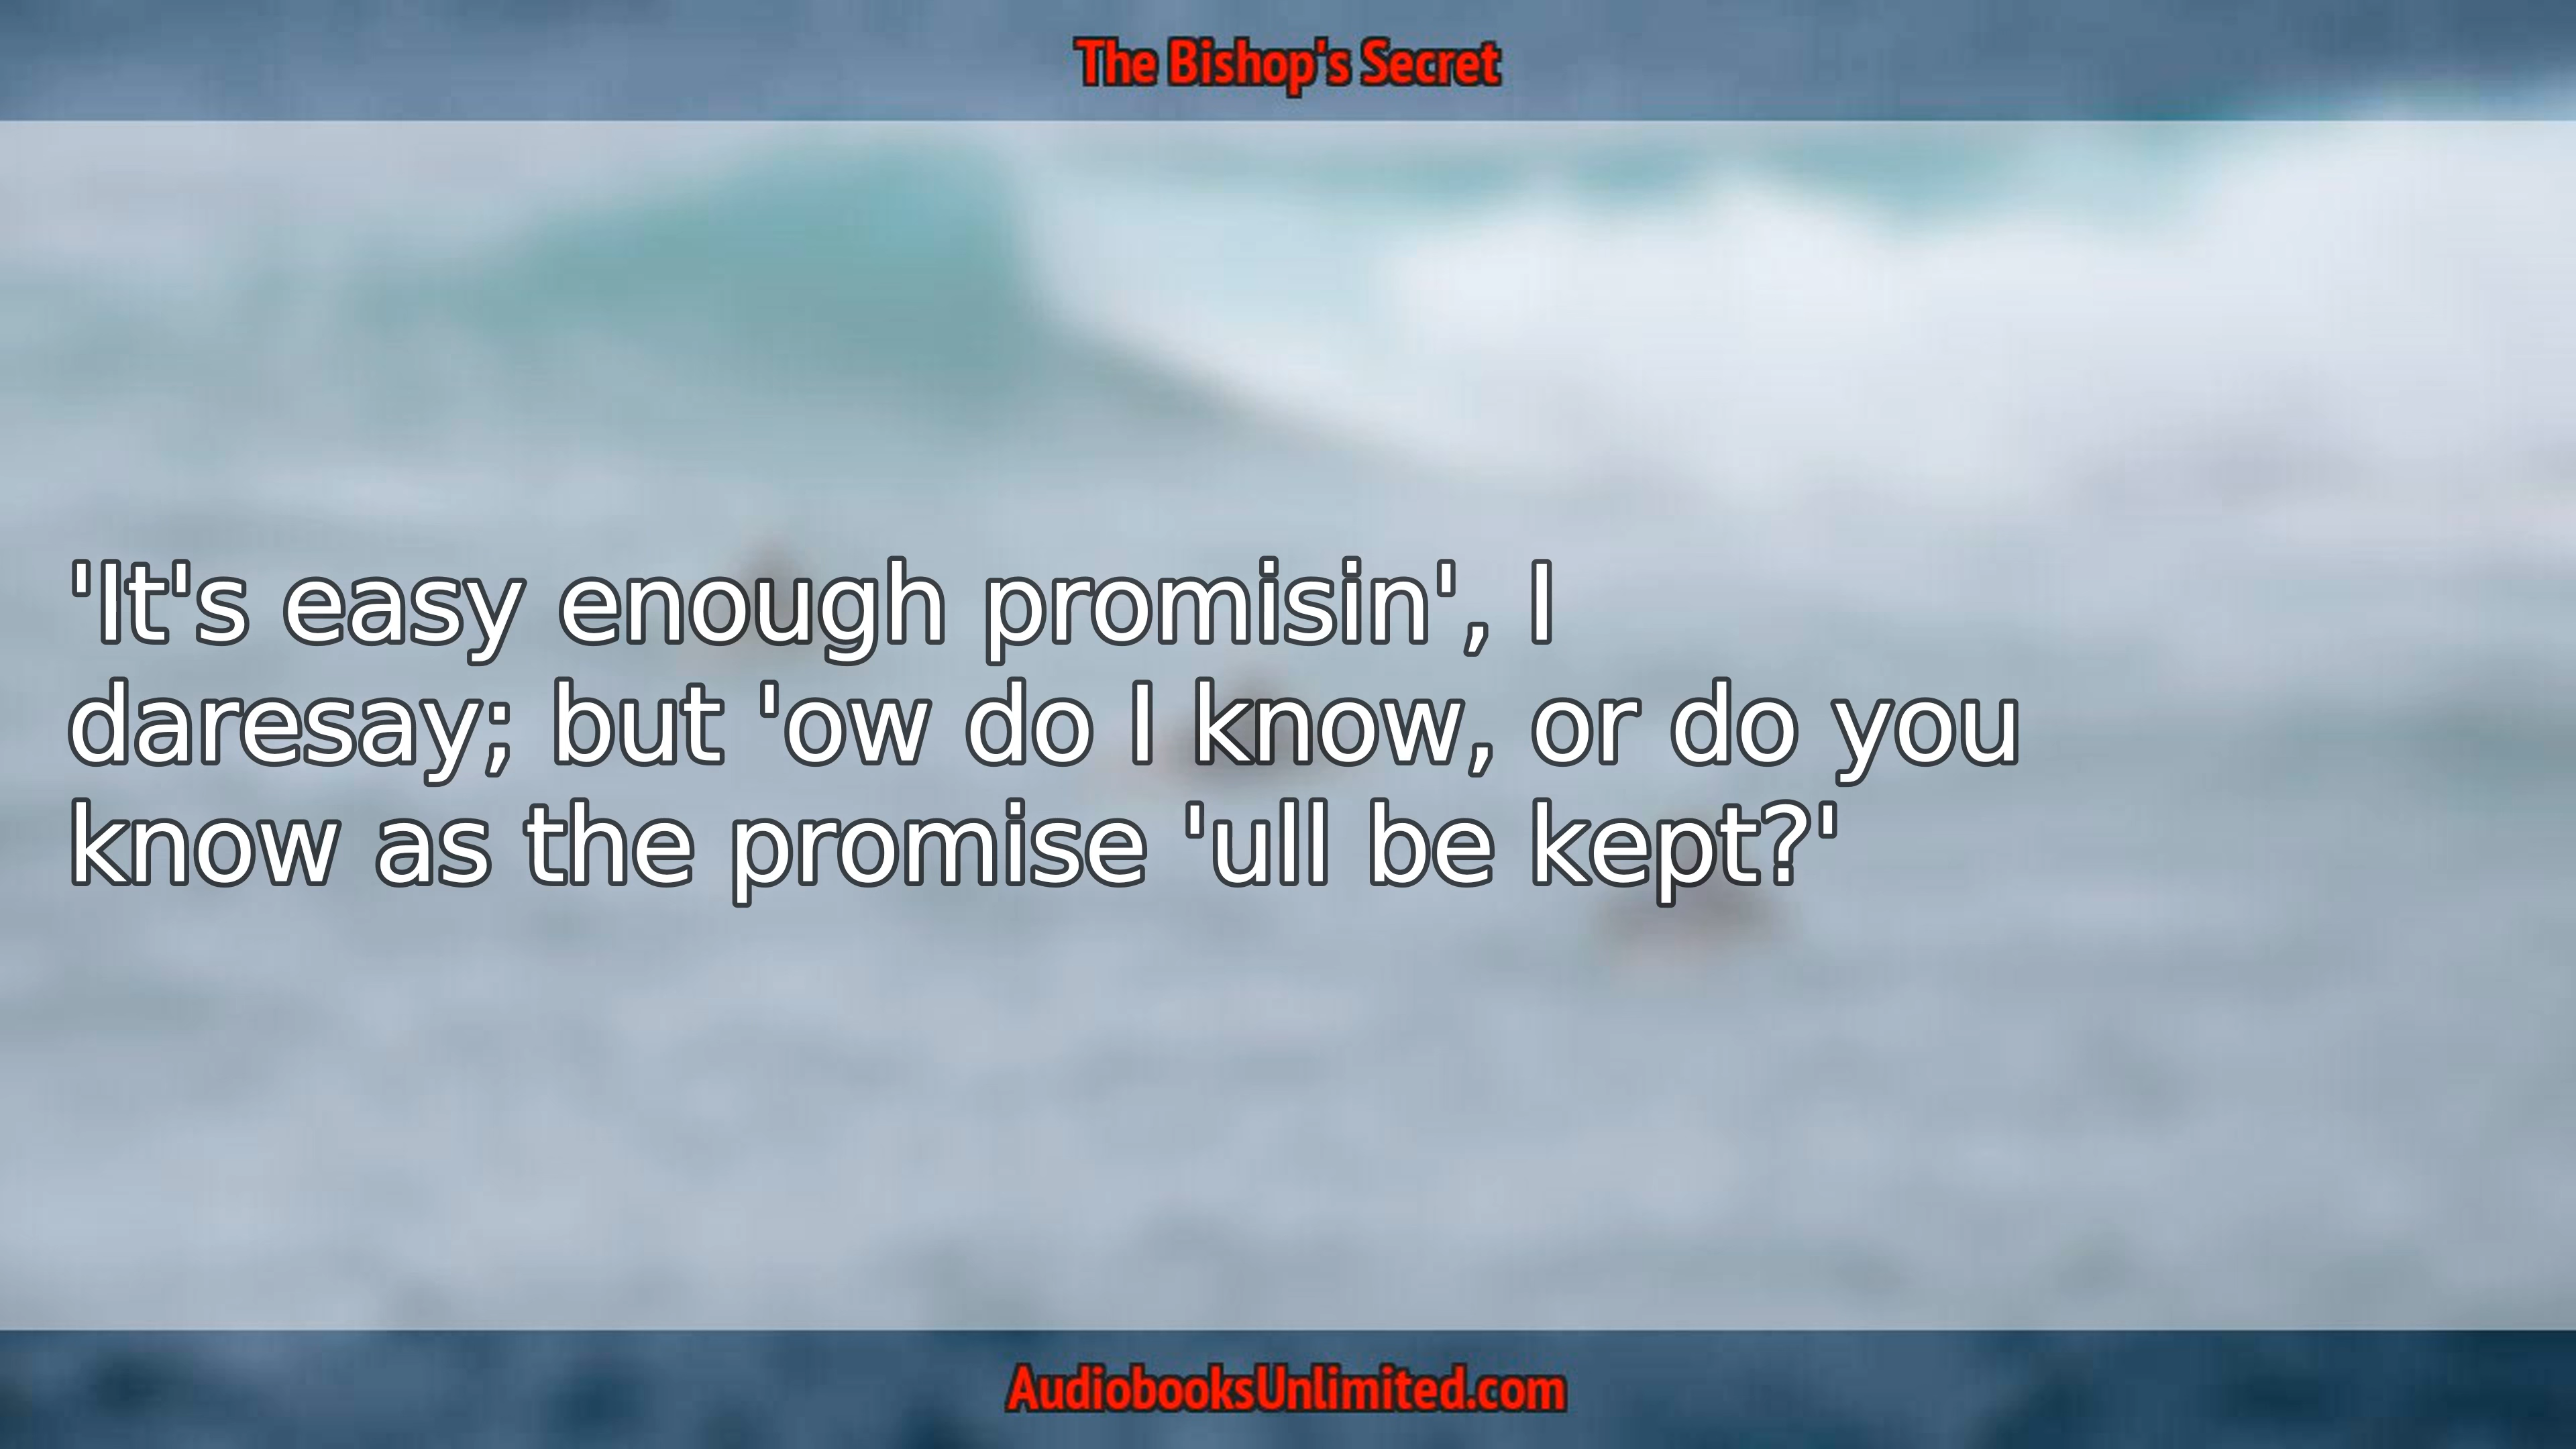 The Bishop's Secret
'It's easy enough promisin', I
daresay; but 'ow do I know, or do you
know as the promise 'ull be kept?'
AudiobooksUnlimited.com